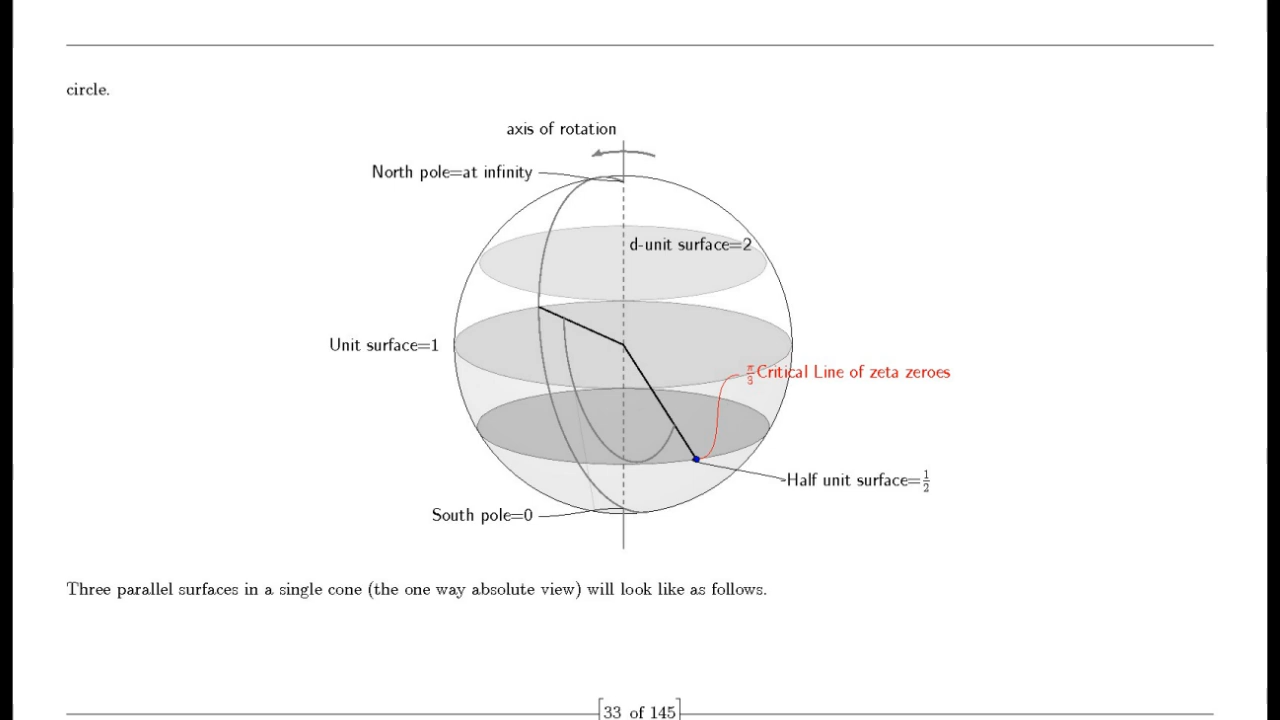 circle.
axis of rotation
North pole=at infinity
d-unit surface=2
Unit surface=1
π/3 Critical Line of zeta zeroes
Half unit surface=1/2
South pole=0
Three parallel surfaces in a single cone (the one way absolute view) will look like as follows.
[33 of 145]